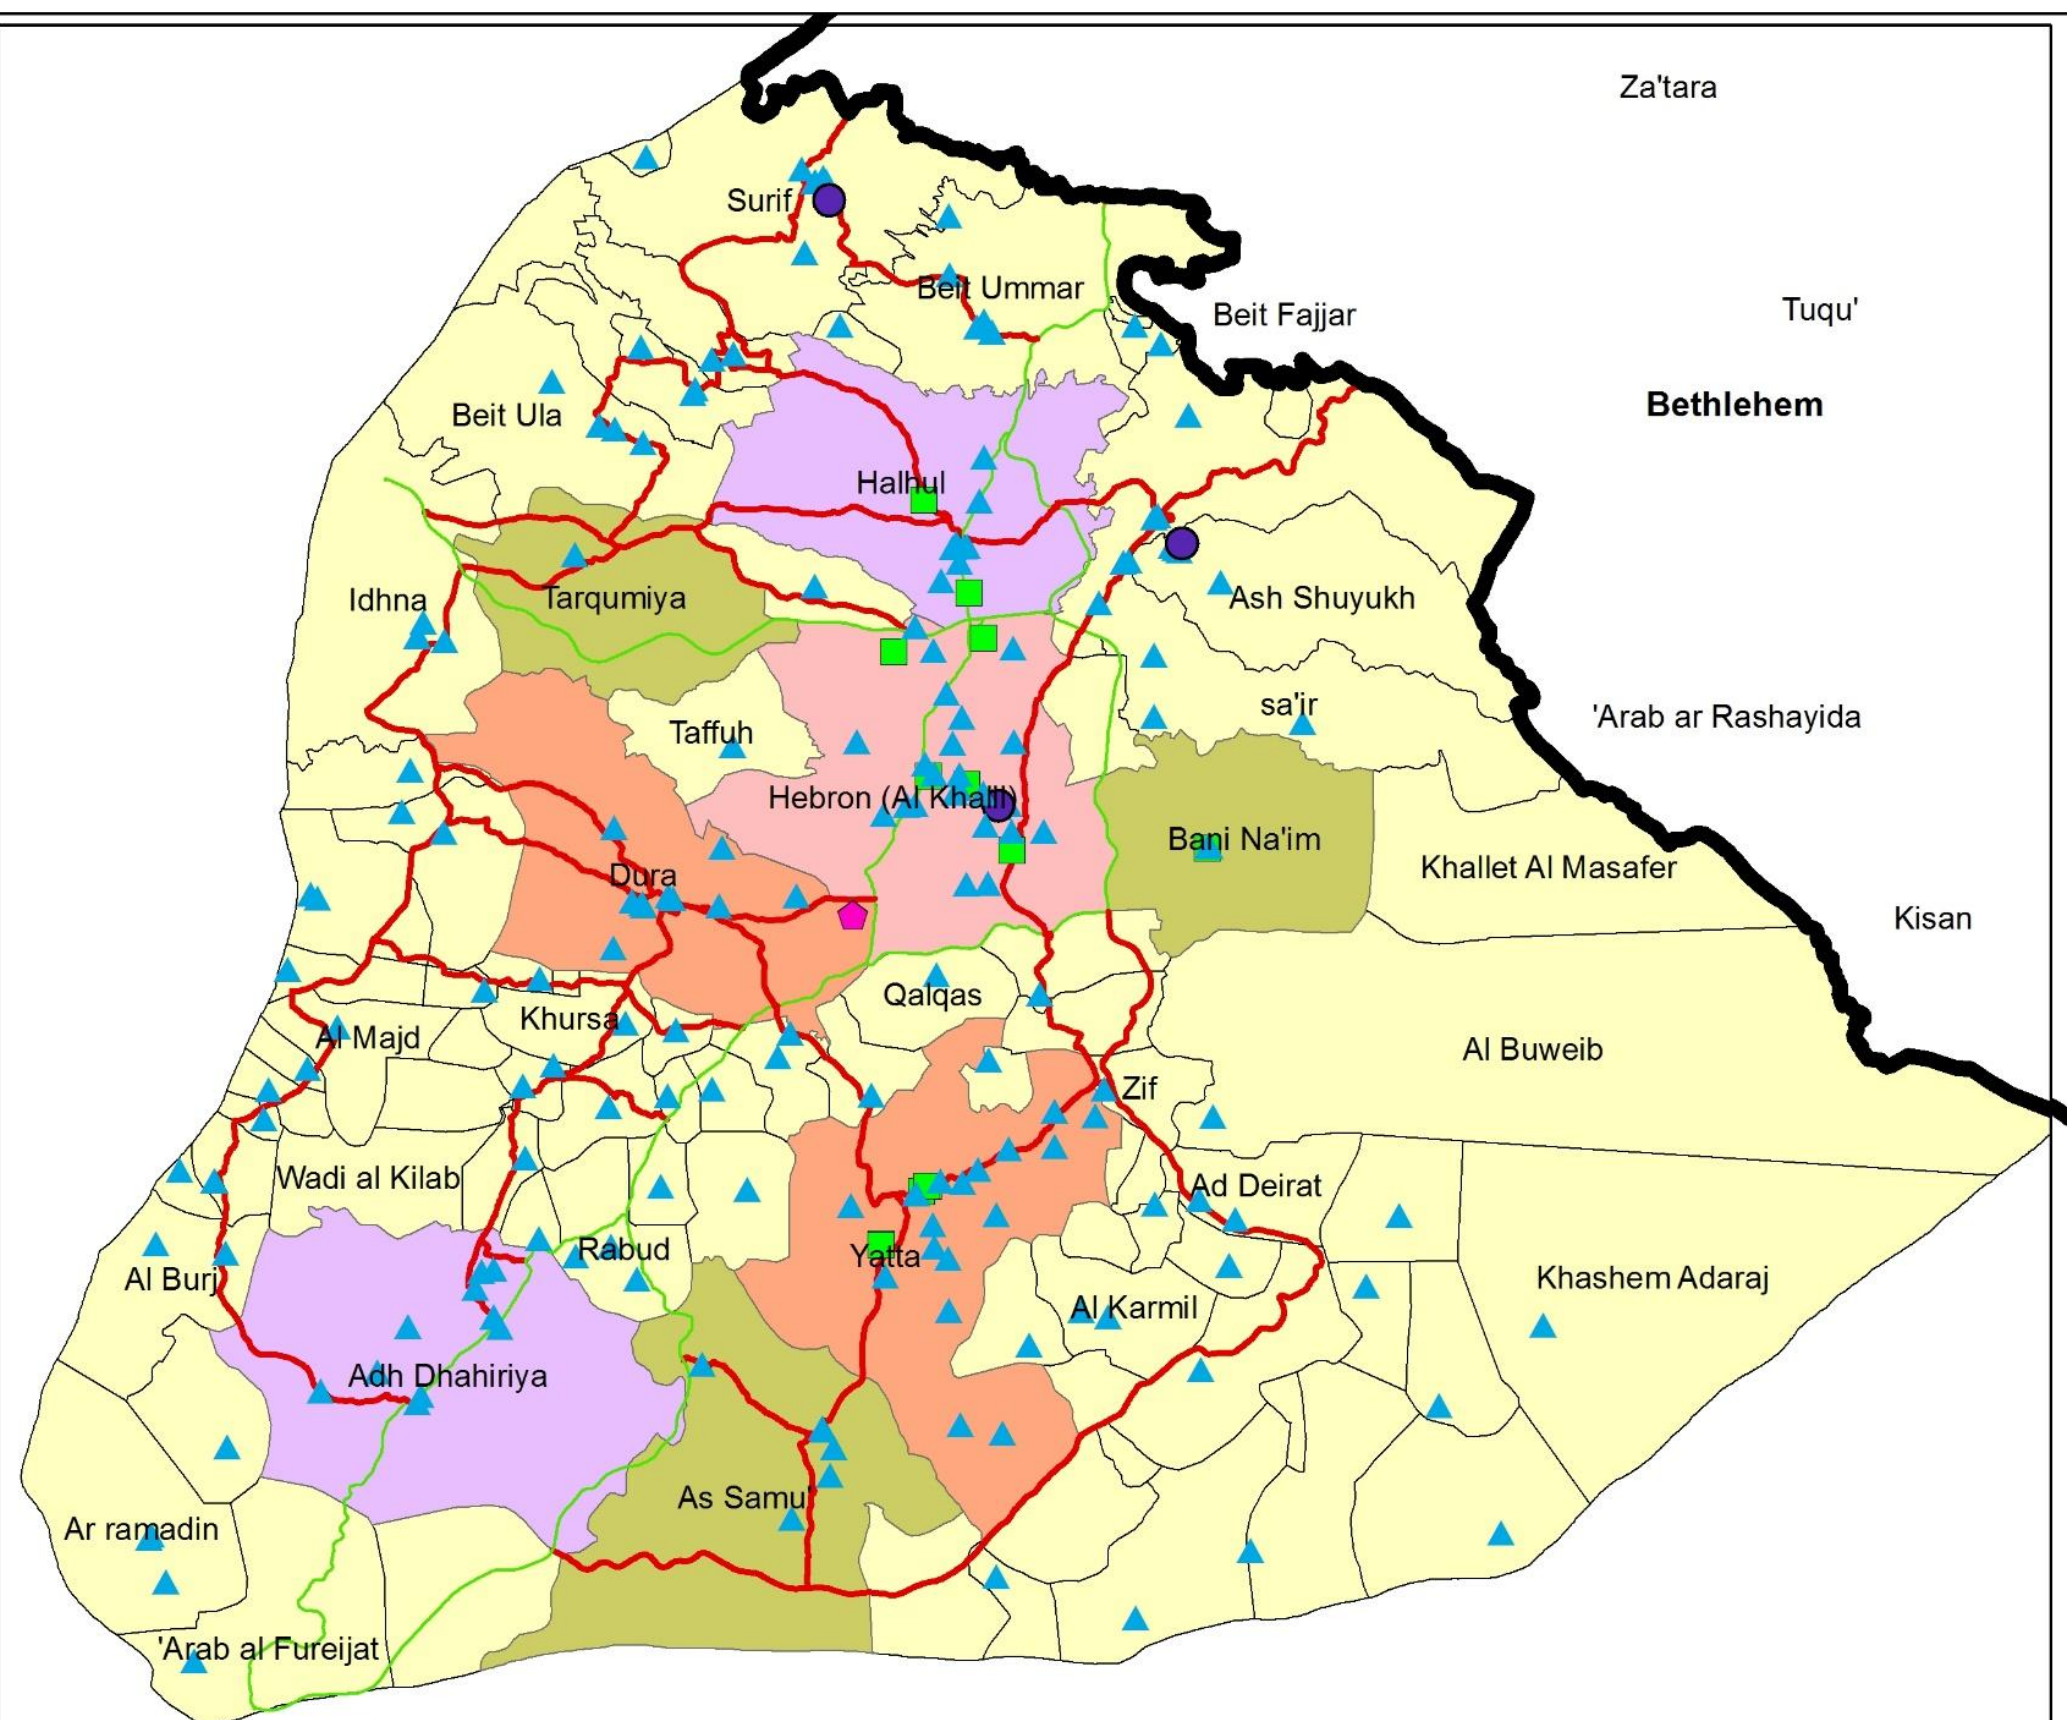 Za'tara
Surif
Beit Ummar
Beit Fajjar
Tuqu'
Beit Ula
Bethlehem
Halhul
Idhna
Tarqumiya
Ash Shuyukh
sa'ir
'Arab ar Rashayida
Taffuh
Hebron (Al Khalil)
Bani Na'im
Khallet Al Masafer
Dura
Kisan
Qalqas
Khursa
Al Majd
Al Buweib
Zif
Wadi al Kilab
Ad Deirat
Rabud
Yatta
Al Burj
Khashem Adaraj
Al Karmil
Adh Dhahiriya
As Samu'
Ar ramadin
'Arab al Fureijat